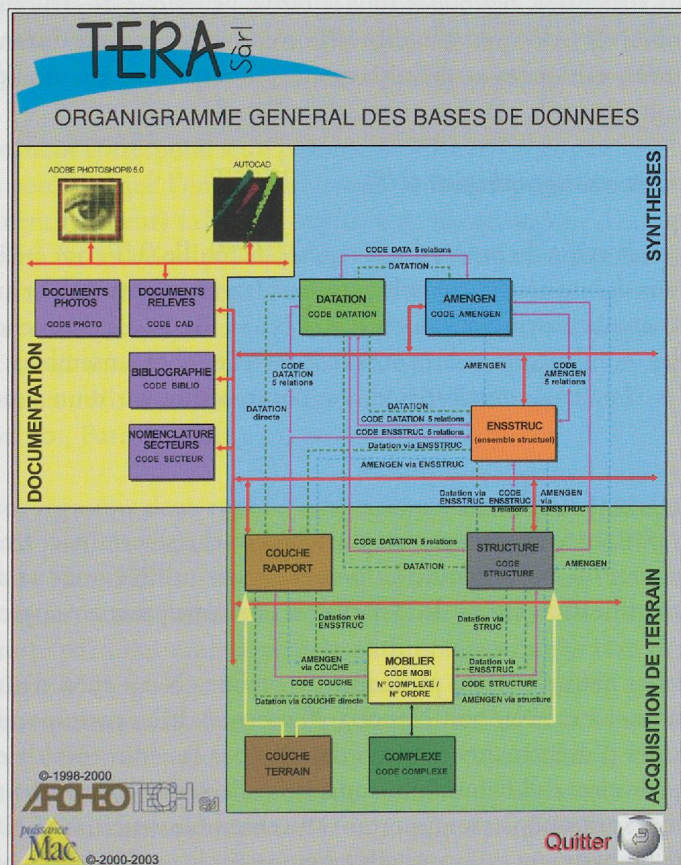 TERA Sàrl
ORGANIGRAMME GENERAL DES BASES DE DONNEES
ADOBE PHOTOSHOP® 5.0
AUTOCAD
DOCUMENTS
PHOTOS
CODE PHOTO
DOCUMENTS
RELEVES
CODE CAD
BIBLIOGRAPHIE
CODE BIBLIO
NOMENCLATURE
SECTEURS
CODE SECTEUR
DOCUMENTATION
SYNTHESES
CODE DATA 5 relations
DATATION
DATATION
CODE DATATION
AMENGEN
CODE AMENGEN
CODE
DATATION
5 relations
DATATION
directe
AMENGEN
CODE
AMENGEN
5 relations
DATATION
CODE DATATION 5 relations
CODE ENSSTRUC 5 relations
ENSSTRUC
(ensemble structuel)
Datation via ENSSTRUC
AMENGEN via ENSSTRUC
Datation via
ENSSTRUC
CODE
ENSSTRUC
5 relations
AMENGEN
via
ENSSTRUC
COUCHE
RAPPORT
CODE DATATION 5 relations
DATATION
STRUCTURE
CODE
STRUCTURE
AMENGEN
Datation via
ENSSTRUC
Datation via
STRUC
AMENGEN
via COUCHE
CODE COUCHE
Datation via COUCHE directe
MOBILIER
CODE MOBI
N° COMPLEXE /
N° ORDRE
Datation via
ENSSTRUC
CODE STRUCTURE
AMENGEN via structure
COUCHE
TERRAIN
COMPLEXE
CODE COMPLEXE
ACQUISITION DE TERRAIN
©-1998-2000
ARCHEOTECH SA
puissance
Mac
©-2000-2003
Quitter